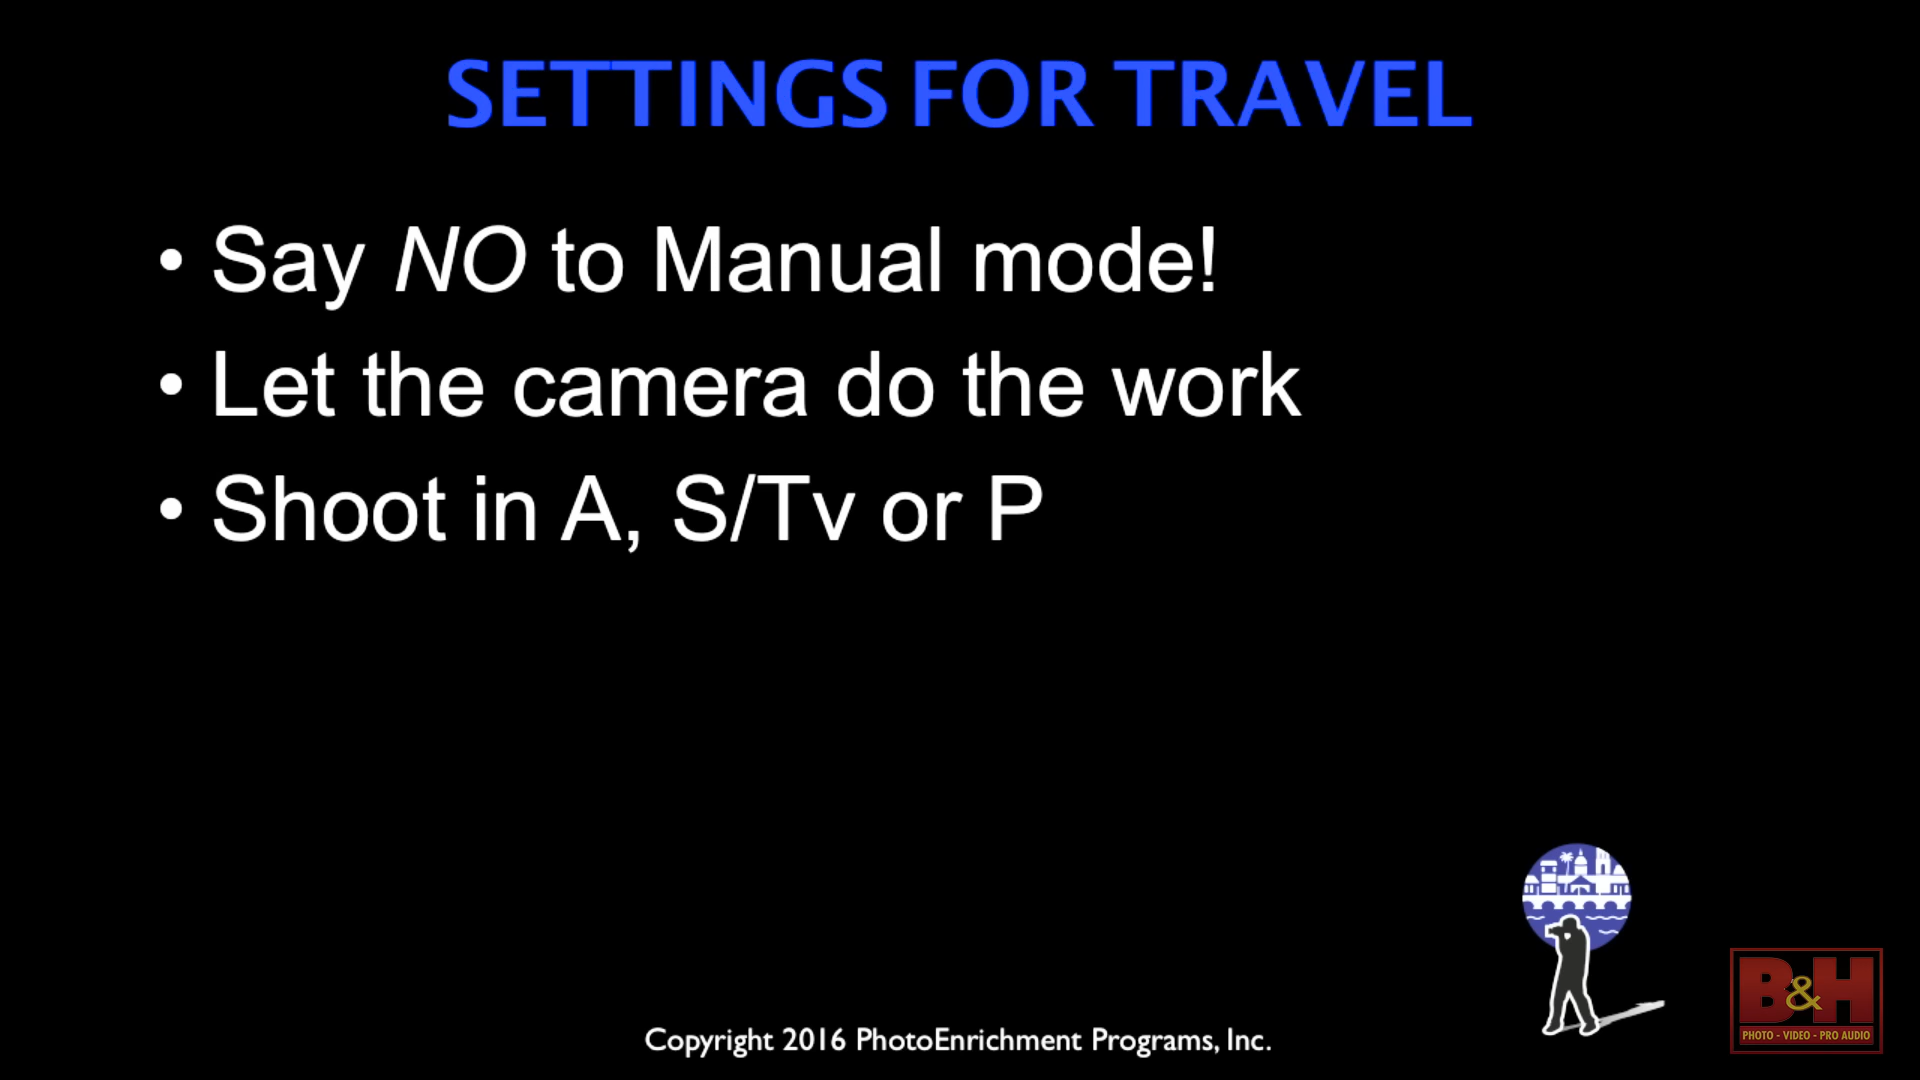 SETTINGS FOR TRAVEL
• Say NO to Manual mode!
• Let the camera do the work
• Shoot in A, S/Tv or P
B&H
PHOTO - VIDEO - PRO AUDIO
Copyright 2016 PhotoEnrichment Programs, Inc.